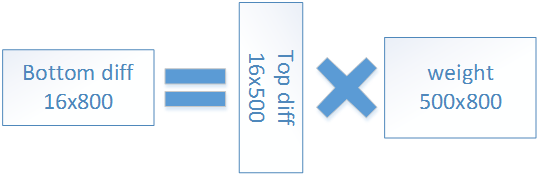 Bottom diff
16x800
Top diff
16x500
weight
500x800